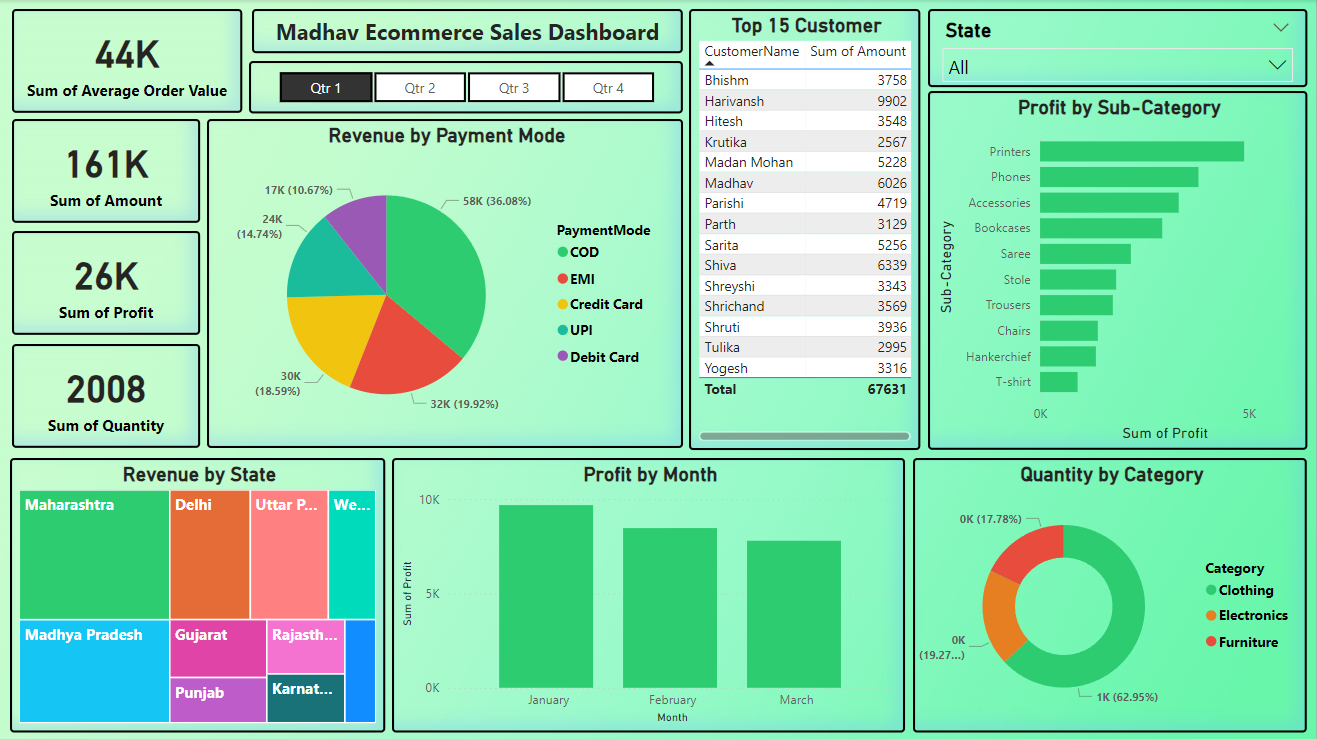 44K
Sum of Average Order Value
Madhav Ecommerce Sales Dashboard
Qtr 1 Qtr 2 Qtr 3 Qtr 4
161K
Sum of Amount
26K
Sum of Profit
2008
Sum of Quantity
Revenue by Payment Mode
17K (10.67%)
58K (36.08%)
24K
(14.74%)
30K
(18.59%)
32K (19.92%)
PaymentMode
COD
EMI
Credit Card
UPI
Debit Card
Top 15 Customer
CustomerName Sum of Amount
Bhishm 3758
Harivansh 9902
Hitesh 3548
Krutika 2567
Madan Mohan 5228
Madhav 6026
Parishi 4719
Parth 3129
Sarita 5256
Shiva 6339
Shreyshi 3343
Shrichand 3569
Shruti 3936
Tulika 2995
Yogesh 3316
Total 67631
State
All
Profit by Sub-Category
Sub-Category
Printers
Phones
Accessories
Bookcases
Saree
Stole
Trousers
Chairs
Hankerchief
T-shirt
0K 5K
Sum of Profit
Revenue by State
Maharashtra
Delhi
Uttar P...
We...
Madhya Pradesh
Gujarat
Rajasth...
Punjab
Karnat...
Profit by Month
Sum of Profit
10K
5K
0K
January February March
Month
Quantity by Category
0K (17.78%)
0K
(19.27...)
1K (62.95%)
Category
Clothing
Electronics
Furniture